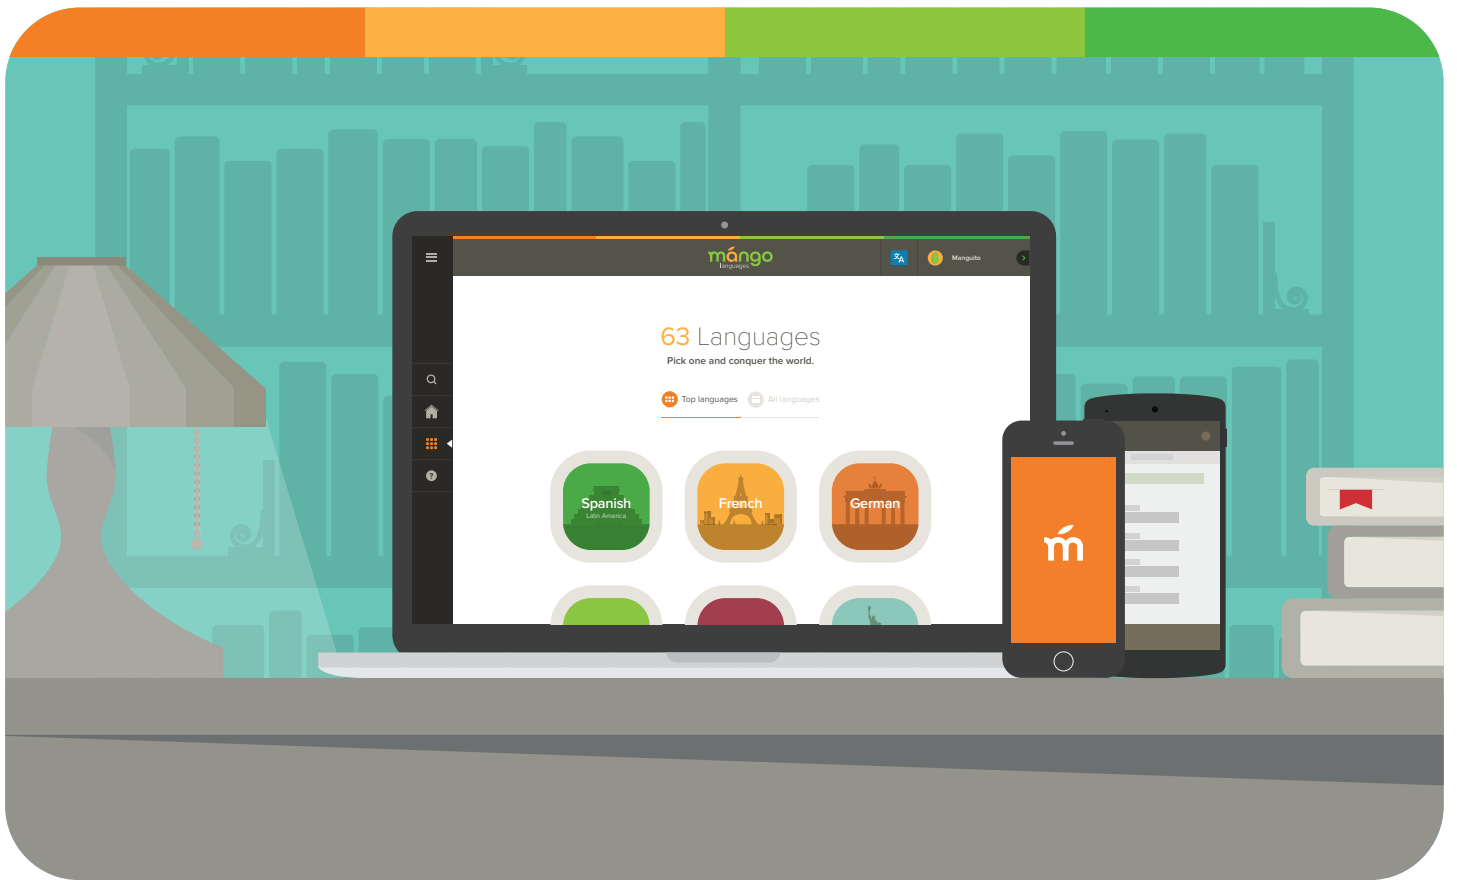 mángo
languages
Manguito
63 Languages
Pick one and conquer the world.
Top languages
All languages
Spanish
Latin America
French
German
m